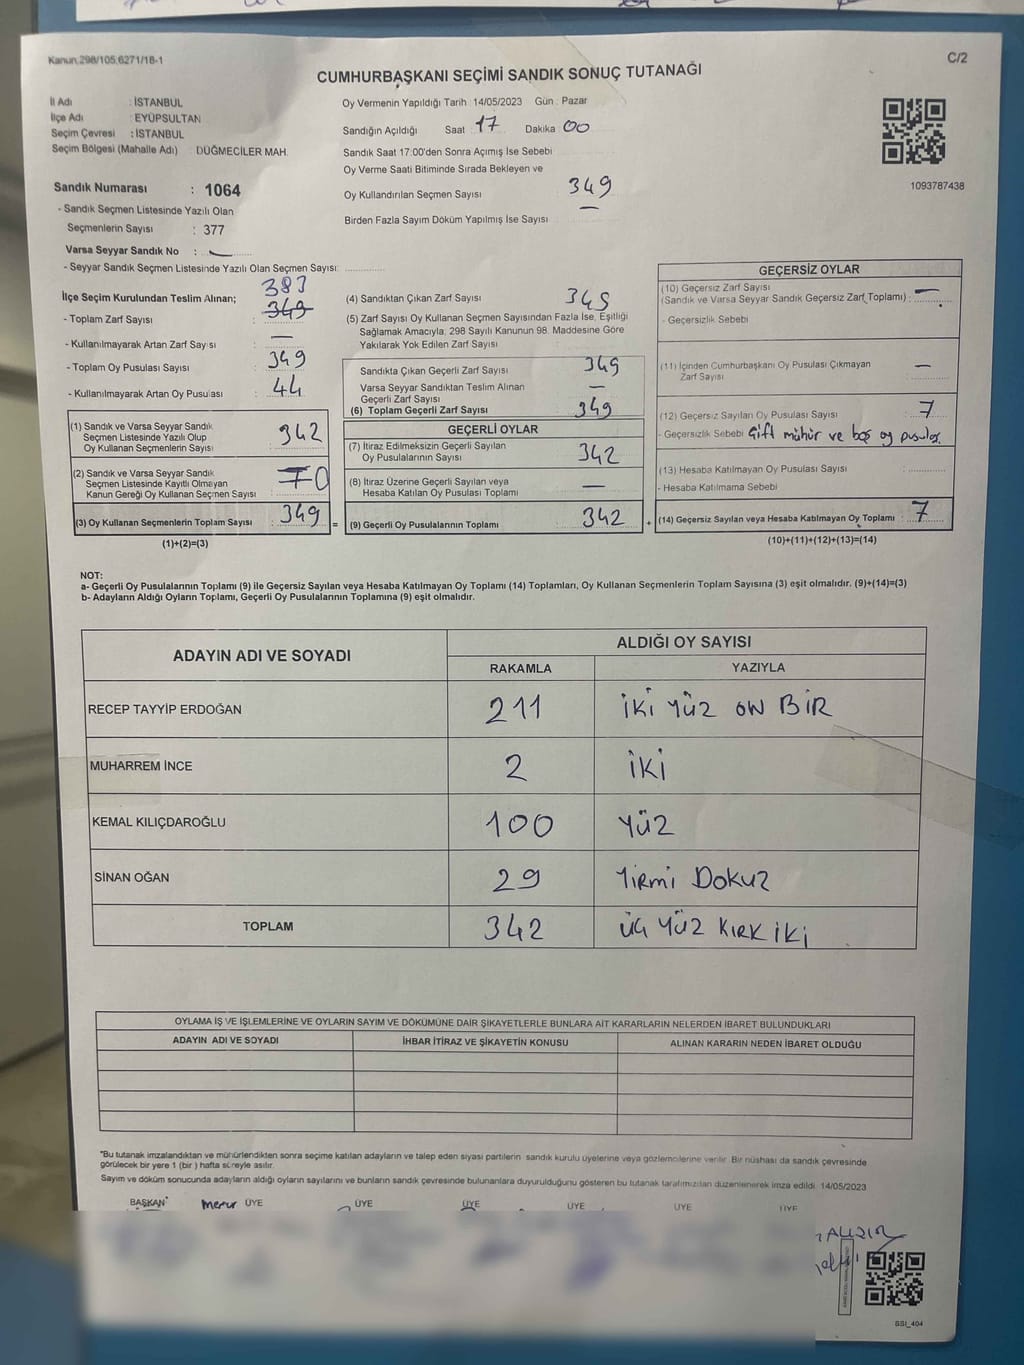 Kanun.298/105,6271/18-1
C/2
CUMHURBAŞKANI SEÇİMİ SANDIK SONUÇ TUTANAĞI
İl Adı : İSTANBUL
İlçe Adı : EYÜPSULTAN
Seçim Çevresi : İSTANBUL
Seçim Bölgesi (Mahalle Adı) : DÜĞMECİLER MAH.
Oy Vermenin Yapıldığı Tarih 14/05/2023 Gün : Pazar
Sandığın Açıldığı Saat 17 Dakika 00
Sandık Saat 17:00'den Sonra Açımış İse Sebebi
Oy Verme Saati Bitiminde Sırada Bekleyen ve
Oy Kullandırılan Seçmen Sayısı 349
Birden Fazla Sayım Döküm Yapılmış İse Sayısı —
1093787438
Sandık Numarası : 1064
- Sandık Seçmen Listesinde Yazılı Olan
Seçmenlerin Sayısı : 377
Varsa Seyyar Sandık No : —
- Seyyar Sandık Seçmen Listesinde Yazılı Olan Seçmen Sayısı:
İlçe Seçim Kurulundan Teslim Alınan;
383
- Toplam Zarf Sayısı : 349
- Kullanılmayarak Artan Zarf Sayısı : —
- Toplam Oy Pusulası Sayısı : 349
- Kullanılmayarak Artan Oy Pusulası : 44
(1) Sandık ve Varsa Seyyar Sandık
Seçmen Listesinde Yazılı Olup
Oy Kullanan Seçmenlerin Sayısı : 342
(2) Sandık ve Varsa Seyyar Sandık
Seçmen Listesinde Kayıtlı Olmayan
Kanun Gereği Oy Kullanan Seçmen Sayısı :
(3) Oy Kullanan Seçmenlerin Toplam Sayısı : 349
(1)+(2)=(3)
(4) Sandıktan Çıkan Zarf Sayısı
(5) Zarf Sayısı Oy Kullanan Seçmen Sayısından Fazla İse, Eşitliği
Sağlamak Amacıyla; 298 Sayılı Kanunun 98. Maddesine Göre
Yakılarak Yok Edilen Zarf Sayısı
Sandıkta Çıkan Geçerli Zarf Sayısı 349
Varsa Seyyar Sandıktan Teslim Alınan
Geçerli Zarf Sayısı —
(6) Toplam Geçerli Zarf Sayısı 349
GEÇERLİ OYLAR
(7) İtiraz Edilmeksizin Geçerli Sayılan
Oy Pusulalarının Sayısı 342
(8) İtiraz Üzerine Geçerli Sayılan veya
Hesaba Katılan Oy Pusulası Toplamı —
= (9) Geçerli Oy Pusulalarının Toplamı 342 +
GEÇERSİZ OYLAR
(10) Geçersiz Zarf Sayısı
(Sandık ve Varsa Seyyar Sandık Geçersiz Zarf Toplamı) : —
- Geçersizlik Sebebi
(11) İçinden Cumhurbaşkanı Oy Pusulası Çıkmayan
Zarf Sayısı : —
(12) Geçersiz Sayılan Oy Pusulası Sayısı : 7
- Geçersizlik Sebebi Çift mühür ve boş oy pusulası
(13) Hesaba Katılmayan Oy Pusulası Sayısı :
- Hesaba Katılmama Sebebi
(14) Geçersiz Sayılan veya Hesaba Katılmayan Oy Toplamı : 7
(10)+(11)+(12)+(13)=(14)
NOT:
a- Geçerli Oy Pusulalarının Toplamı (9) ile Geçersiz Sayılan veya Hesaba Katılmayan Oy Toplamı (14) Toplamları, Oy Kullanan Seçmenlerin Toplam Sayısına (3) eşit olmalıdır. (9)+(14)=(3)
b- Adayların Aldığı Oyların Toplamı, Geçerli Oy Pusulalarının Toplamına (9) eşit olmalıdır.
ADAYIN ADI VE SOYADI
ALDIĞI OY SAYISI
RAKAMLA YAZIYLA
RECEP TAYYİP ERDOĞAN 211 İKİ YÜZ ON BİR
MUHARREM İNCE 2 İKİ
KEMAL KILIÇDAROĞLU 100 YÜZ
SİNAN OĞAN 29 YİRMİ DOKUZ
TOPLAM 342 ÜÇ YÜZ KIRK İKİ
OYLAMA İŞ VE İŞLEMLERİNE VE OYLARIN SAYIM VE DÖKÜMÜNE DAİR ŞİKAYETLERLE BUNLARA AİT KARARLARIN NELERDEN İBARET BULUNDUKLARI
ADAYIN ADI VE SOYADI İHBAR İTİRAZ VE ŞİKAYETİN KONUSU ALINAN KARARIN NEDEN İBARET OLDUĞU
"Bu tutanak imzalandıktan ve mühürlendikten sonra seçime katılan adayların ve talep eden siyasi partilerin sandık kurulu üyelerine veya gözlemcilerine verilir. Bir nüshası da sandık çevresinde
görülecek bir yere 1 (bir ) hafta süreyle asılır.
Sayım ve döküm sonucunda adayların aldığı oyların sayılarını ve bunların sandık çevresinde bulunanlara duyurulduğunu gösteren bu tutanak tarafımızdan düzenlenerek imza edildi. 14/05/2023
BAŞKAN Memur ÜYE ÜYE ÜYE ÜYE ÜYE ÜYE
SSI_404